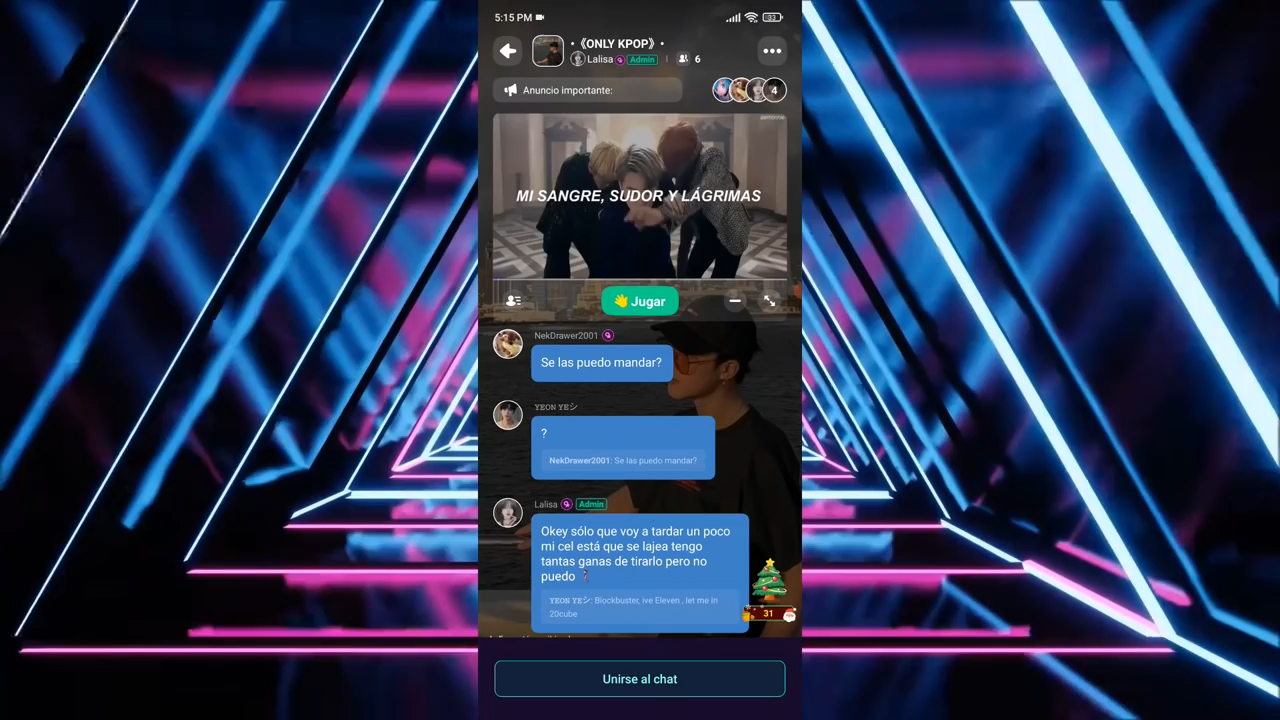 5:15 PM
33
• 《ONLY KPOP》 •
Lalisa Admin 6
Anuncio importante:
4
MI SANGRE, SUDOR Y LÁGRIMAS
👋 Jugar
NekDrawer2001
Se las puedo mandar?
YEON YEシ
?
NekDrawer2001: Se las puedo mandar?
Lalisa Admin
Okey sólo que voy a tardar un poco
mi cel está que se lajea tengo
tantas ganas de tirarlo pero no
puedo
YEON YEシ: Blockbuster, ive Eleven , let me in
20cube
31
Unirse al chat